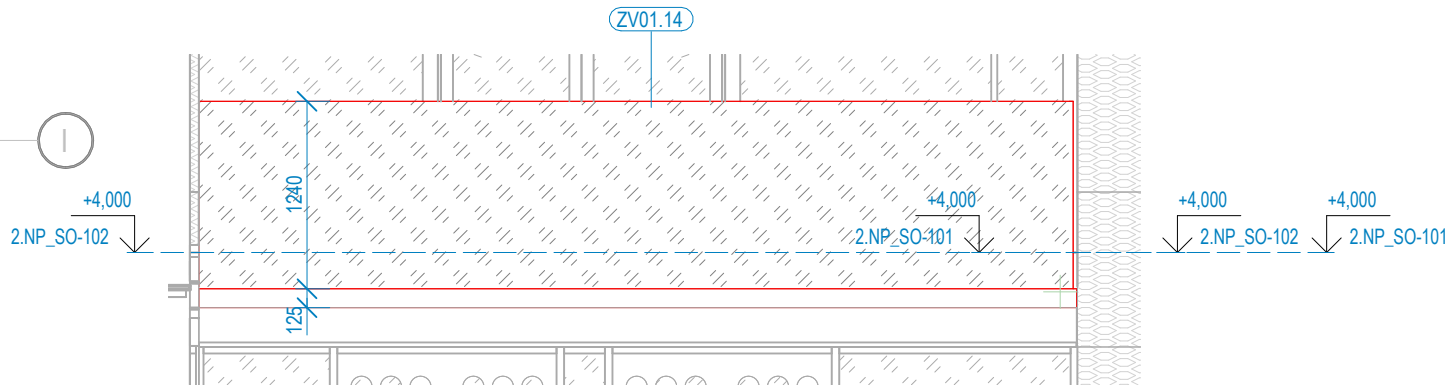 ZV01.14
I
1240
+4,000
2.NP_SO-102
+4,000
2.NP_SO-101
+4,000
2.NP_SO-102
+4,000
2.NP_SO-101
125